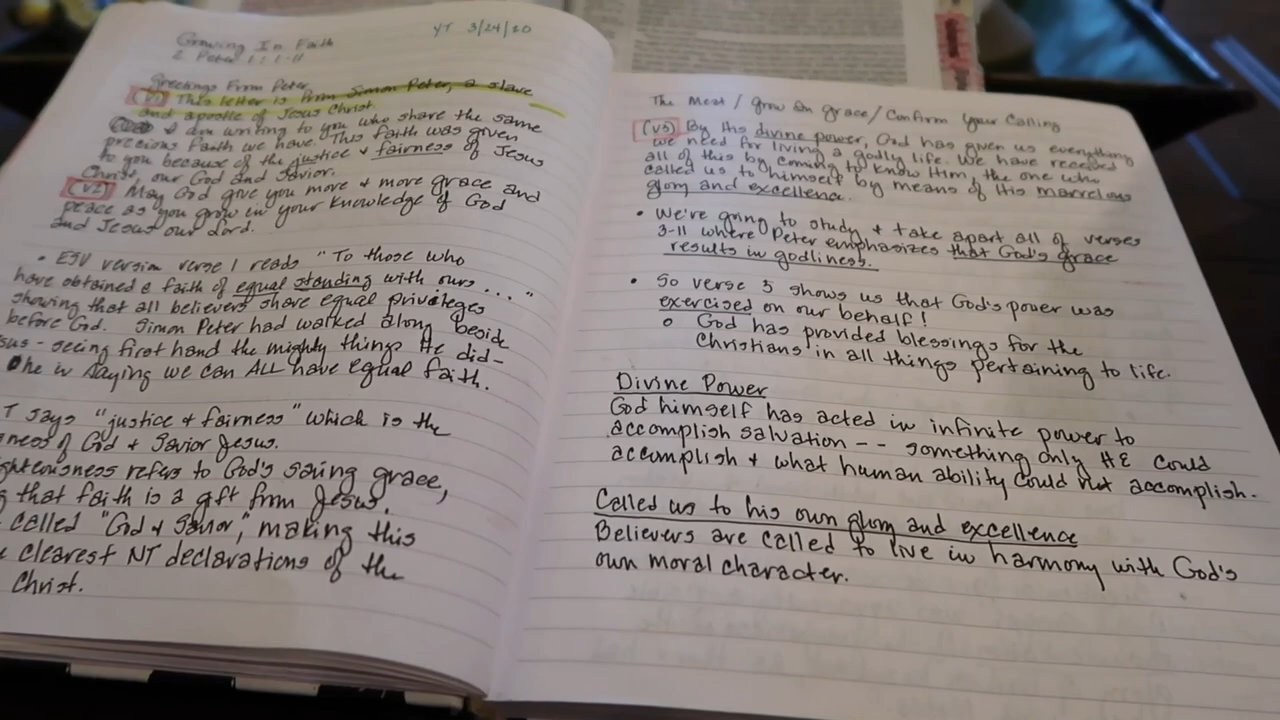 YT 3/24/20
Growing In Faith
2 Peter 1:1-11
Greetings From Peter,
(v1) This letter is from Simon Peter, a slave
and apostle of Jesus Christ.
I am writing to you who share the same
precious faith we have. This faith was given
to you because of the justice + fairness of Jesus
Christ, our God and Savior.
(v2) May God give you more + more grace and
peace as you grow in your knowledge of God
and Jesus our Lord.
• ESV version verse 1 reads "To those who
have obtained a faith of equal standing with ours..."
showing that all believers share equal privileges
before God. Simon Peter had walked along beside
sus - seeing first hand the mighty things He did-
he is saying we can ALL have equal faith.
T says "justice + fairness" which is the
ness of God + Savior Jesus.
ghteousness refers to God's saving grace,
g that faith is a gift from Jesus.
called "God + Savior," making this
clearest NT declarations of the
Christ.
The Meat / Grow in grace / Confirm Your Calling
(v3) By His divine power, God has given us everything
we need for living a godly life. We have received
all of this by coming to know Him, the one who
called us to himself by means of His marvelous
glory and excellence.
• We're going to study + take apart all of verses
3-11 where Peter emphasizes that God's grace
results in godliness.
• So verse 3 shows us that God's power was
exercised on our behalf!
o God has provided blessings for the
Christians in all things pertaining to life.
Divine Power
God himself has acted in infinite power to
accomplish salvation -- something only HE could
accomplish + what human ability could not accomplish.
Called us to his own glory and excellence
Believers are called to live in harmony with God's
own moral character.